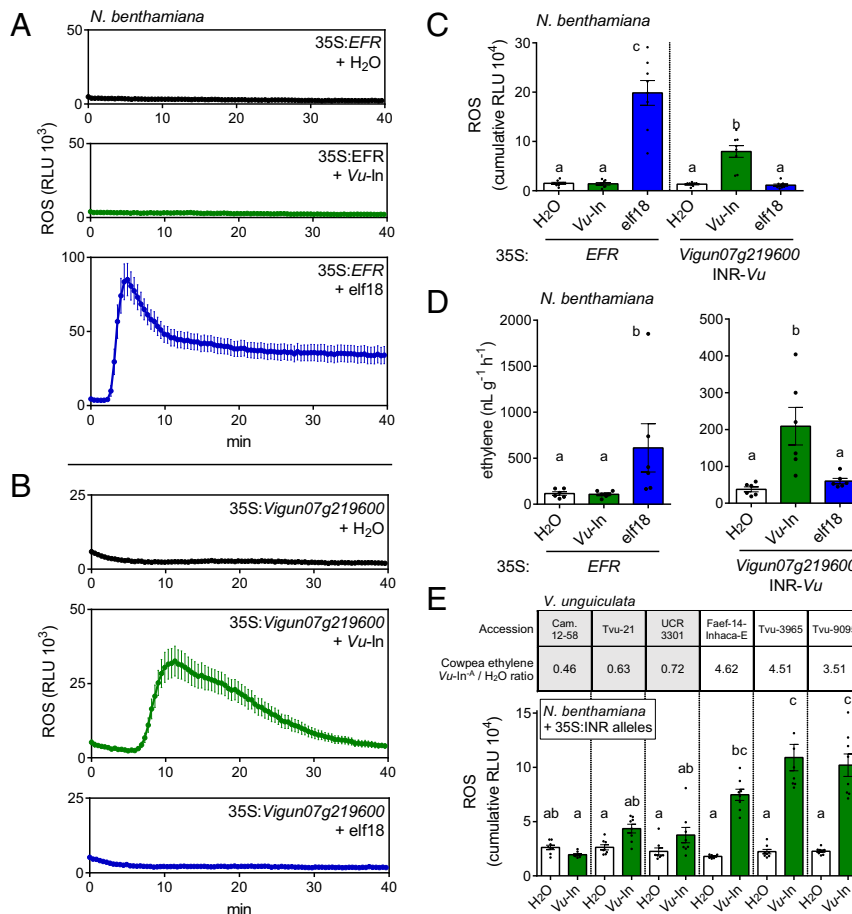 A
N. benthamiana
50
35S:EFR
+ H2O
0
0 10 20 30 40
50
35S:EFR
+ Vu-In
0
0 10 20 30 40
100
35S:EFR
+ elf18
50
0
0 10 20 30 40
min
ROS (RLU 10³)
B
25
35S:Vigun07g219600
+ H2O
0
0 10 20 30 40
50
35S:Vigun07g219600
+ Vu-In
25
0
0 10 20 30 40
25
35S:Vigun07g219600
+ elf18
0
0 10 20 30 40
min
ROS (RLU 10³)
C
N. benthamiana
ROS
(cumulative RLU 10⁴)
30
20
10
0
a a c a b a
H2O Vu-In elf18 H2O Vu-In elf18
35S: EFR Vigun07g219600
INR-Vu
D
N. benthamiana
ethylene (nL g⁻¹ h⁻¹)
2000
1500
1000
500
0
a a b
H2O Vu-In elf18
35S: EFR
500
400
300
200
100
0
a b a
H2O Vu-In elf18
Vigun07g219600
INR-Vu
E
V. unguiculata
Accession
Cam.
12-58
Tvu-21
UCR
3301
Faef-14-
Inhaca-E
Tvu-3965
Tvu-9095
Cowpea ethylene
Vu-In⁻ᴬ / H2O ratio
0.46 0.63 0.72 4.62 4.51 3.51
N. benthamiana
+ 35S:INR alleles
ROS
(cumulative RLU 10⁴)
15
10
5
0
ab a a ab a ab a bc a c a c
H2O Vu-In H2O Vu-In H2O Vu-In H2O Vu-In H2O Vu-In H2O Vu-In